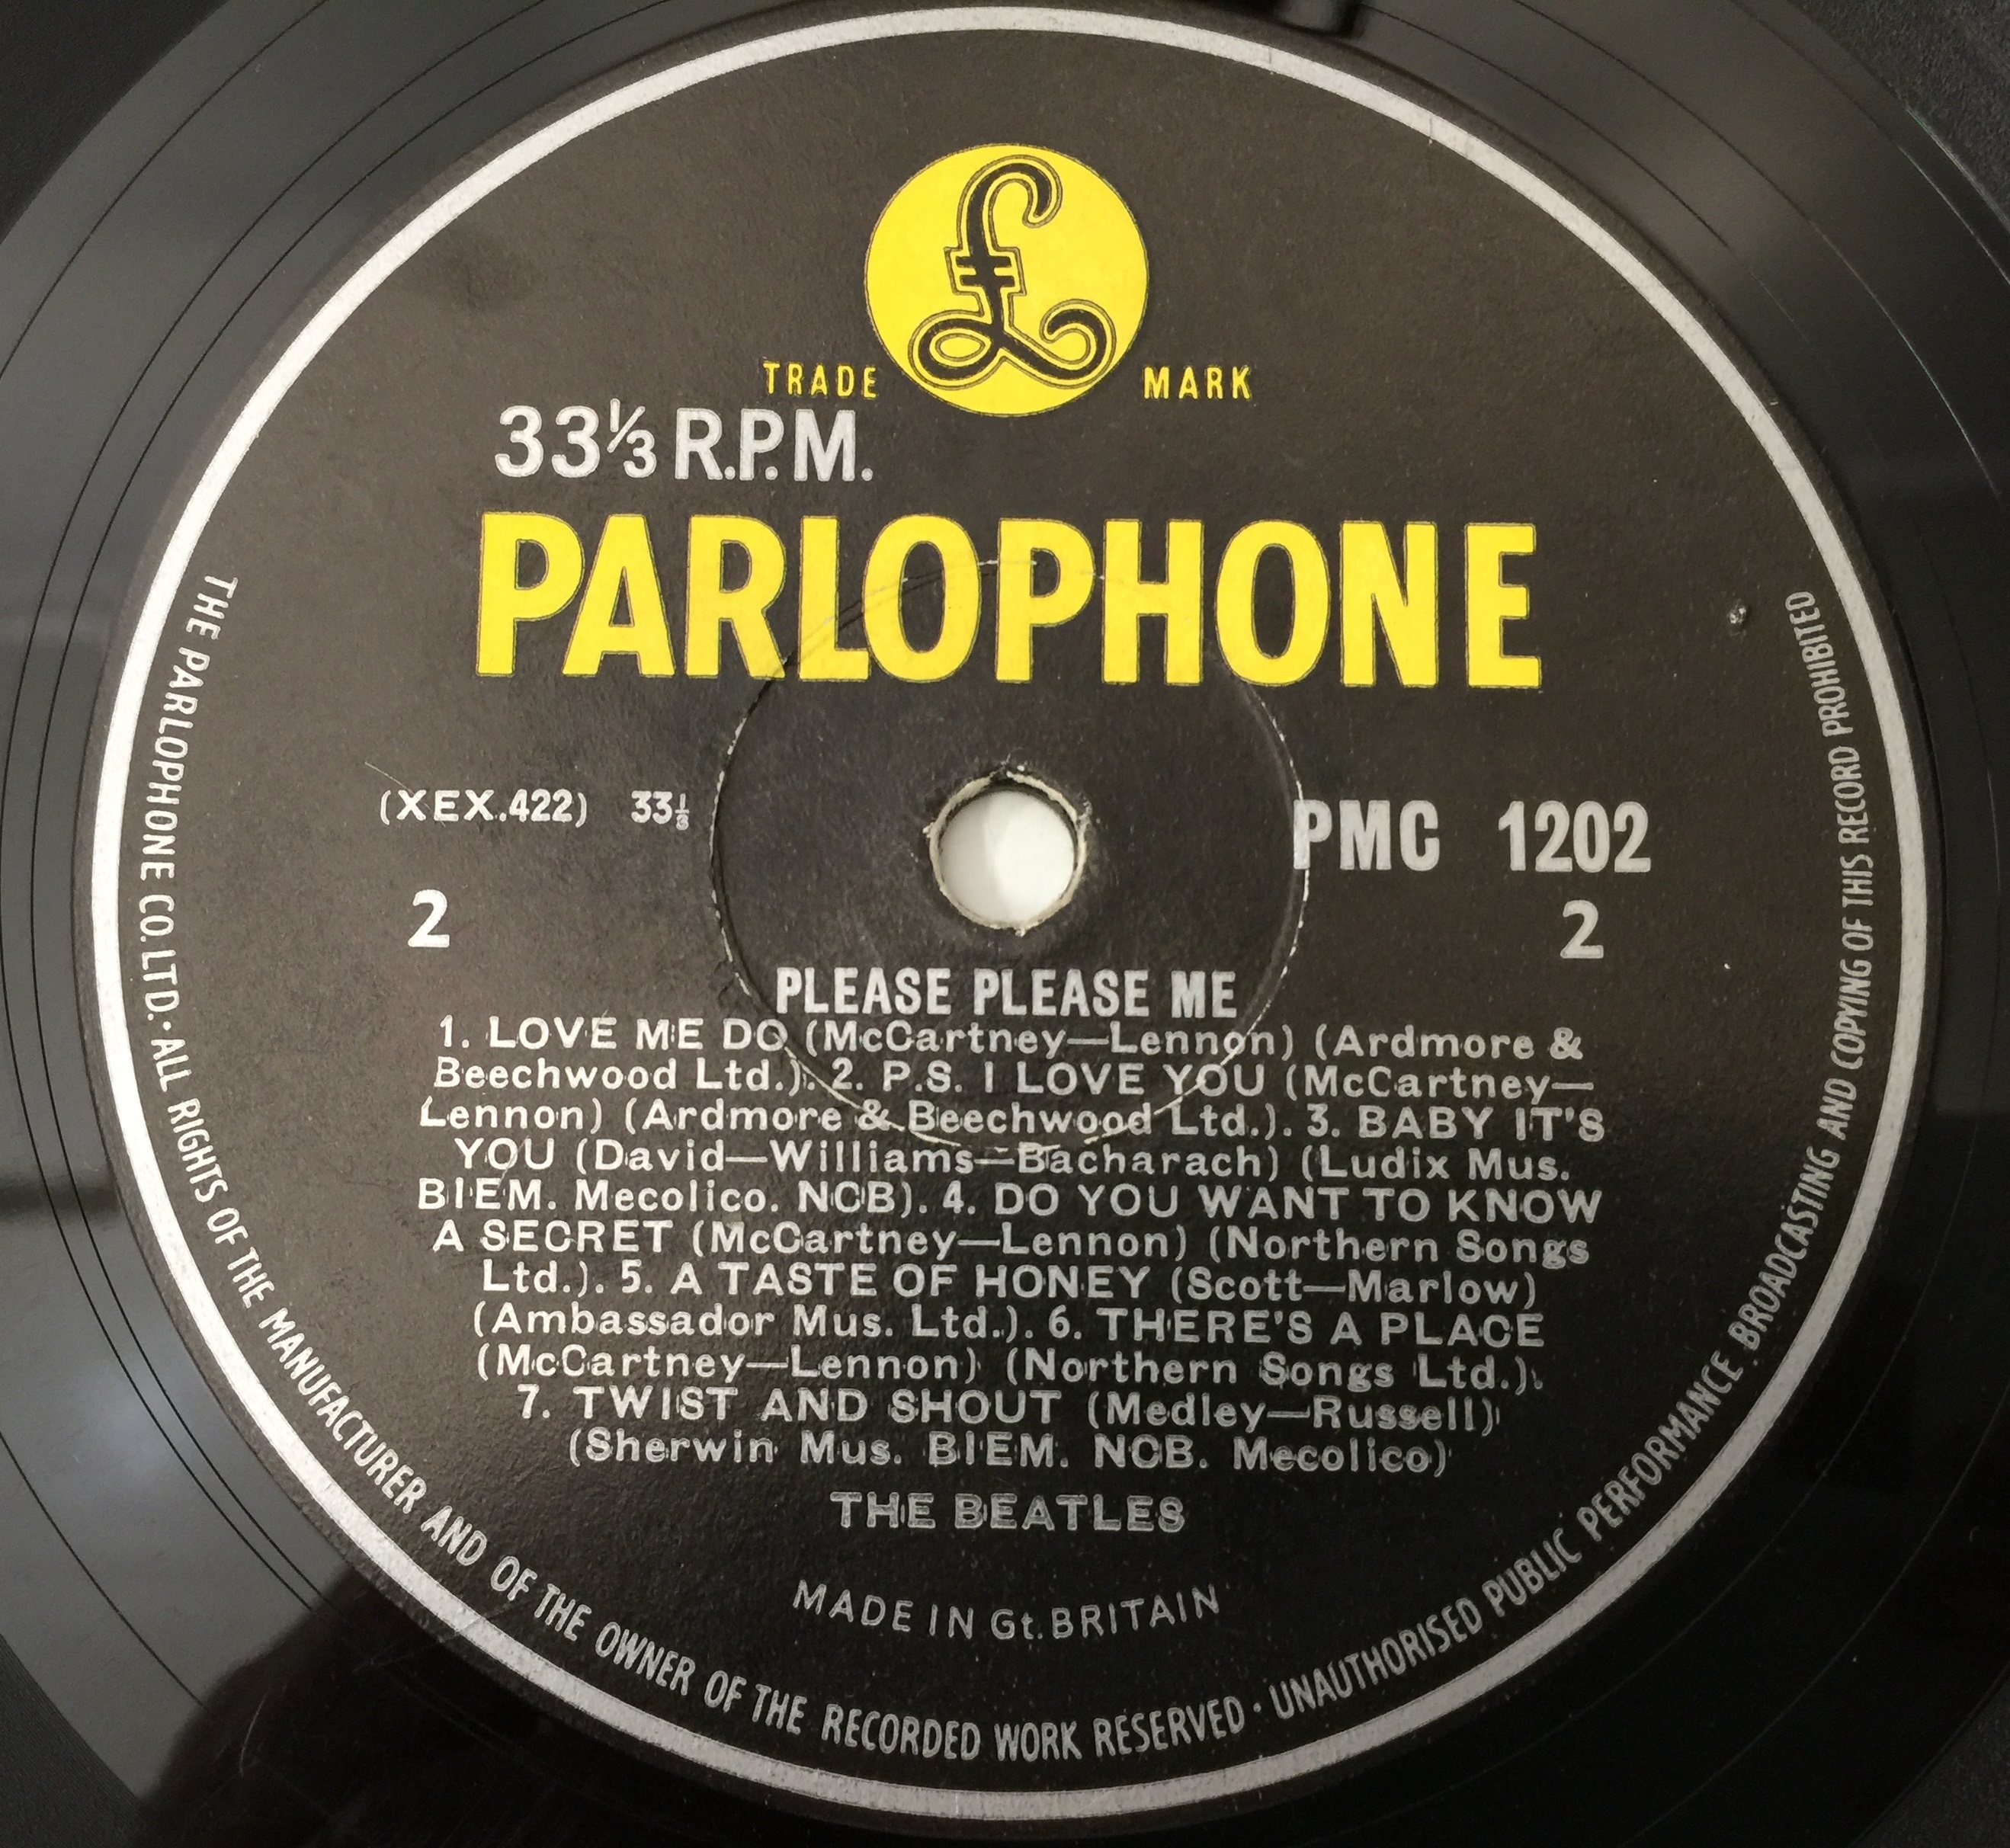 £
TRADE MARK
33⅓ R.P.M.
PARLOPHONE
(XEX.422) 33⅓
PMC 1202
2
2
PLEASE PLEASE ME
1. LOVE ME DO (McCartney—Lennon) (Ardmore &
Beechwood Ltd.). 2. P.S. I LOVE YOU (McCartney—
Lennon) (Ardmore & Beechwood Ltd.). 3. BABY IT'S
YOU (David—Williams—Bacharach) (Ludix Mus.
BIEM. Mecolico. NCB). 4. DO YOU WANT TO KNOW
A SECRET (McCartney—Lennon) (Northern Songs
Ltd.). 5. A TASTE OF HONEY (Scott—Marlow)
(Ambassador Mus. Ltd.). 6. THERE'S A PLACE
(McCartney—Lennon) (Northern Songs Ltd.).
7. TWIST AND SHOUT (Medley—Russell)
(Sherwin Mus. BIEM. NCB. Mecolico)
THE BEATLES
MADE IN Gt. BRITAIN
THE PARLOPHONE CO. LTD. · ALL RIGHTS OF THE MANUFACTURER AND OF THE OWNER OF THE RECORDED WORK RESERVED · UNAUTHORISED PUBLIC PERFORMANCE BROADCASTING AND COPYING OF THIS RECORD PROHIBITED